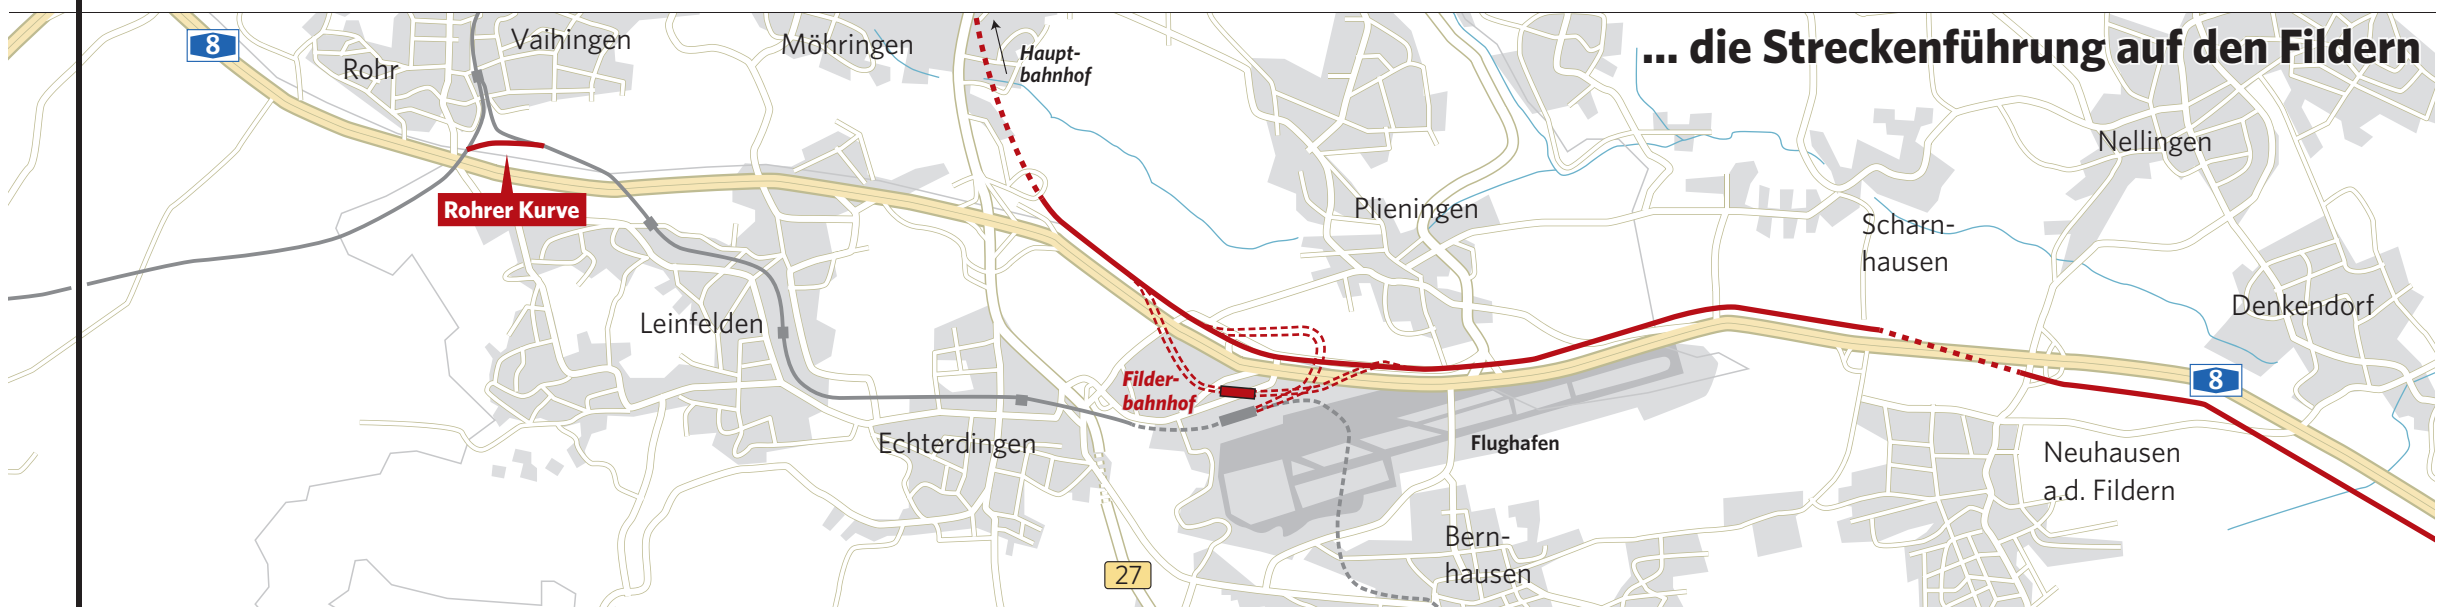 ... die Streckenführung auf den Fildern
8
Vaihingen
Möhringen
Haupt-
bahnhof
Rohr
Nellingen
Rohrer Kurve
Plieningen
Scharn-
hausen
Leinfelden
Denkendorf
Filder-
bahnhof
8
Echterdingen
Flughafen
Neuhausen
a.d. Fildern
Bern-
hausen
27